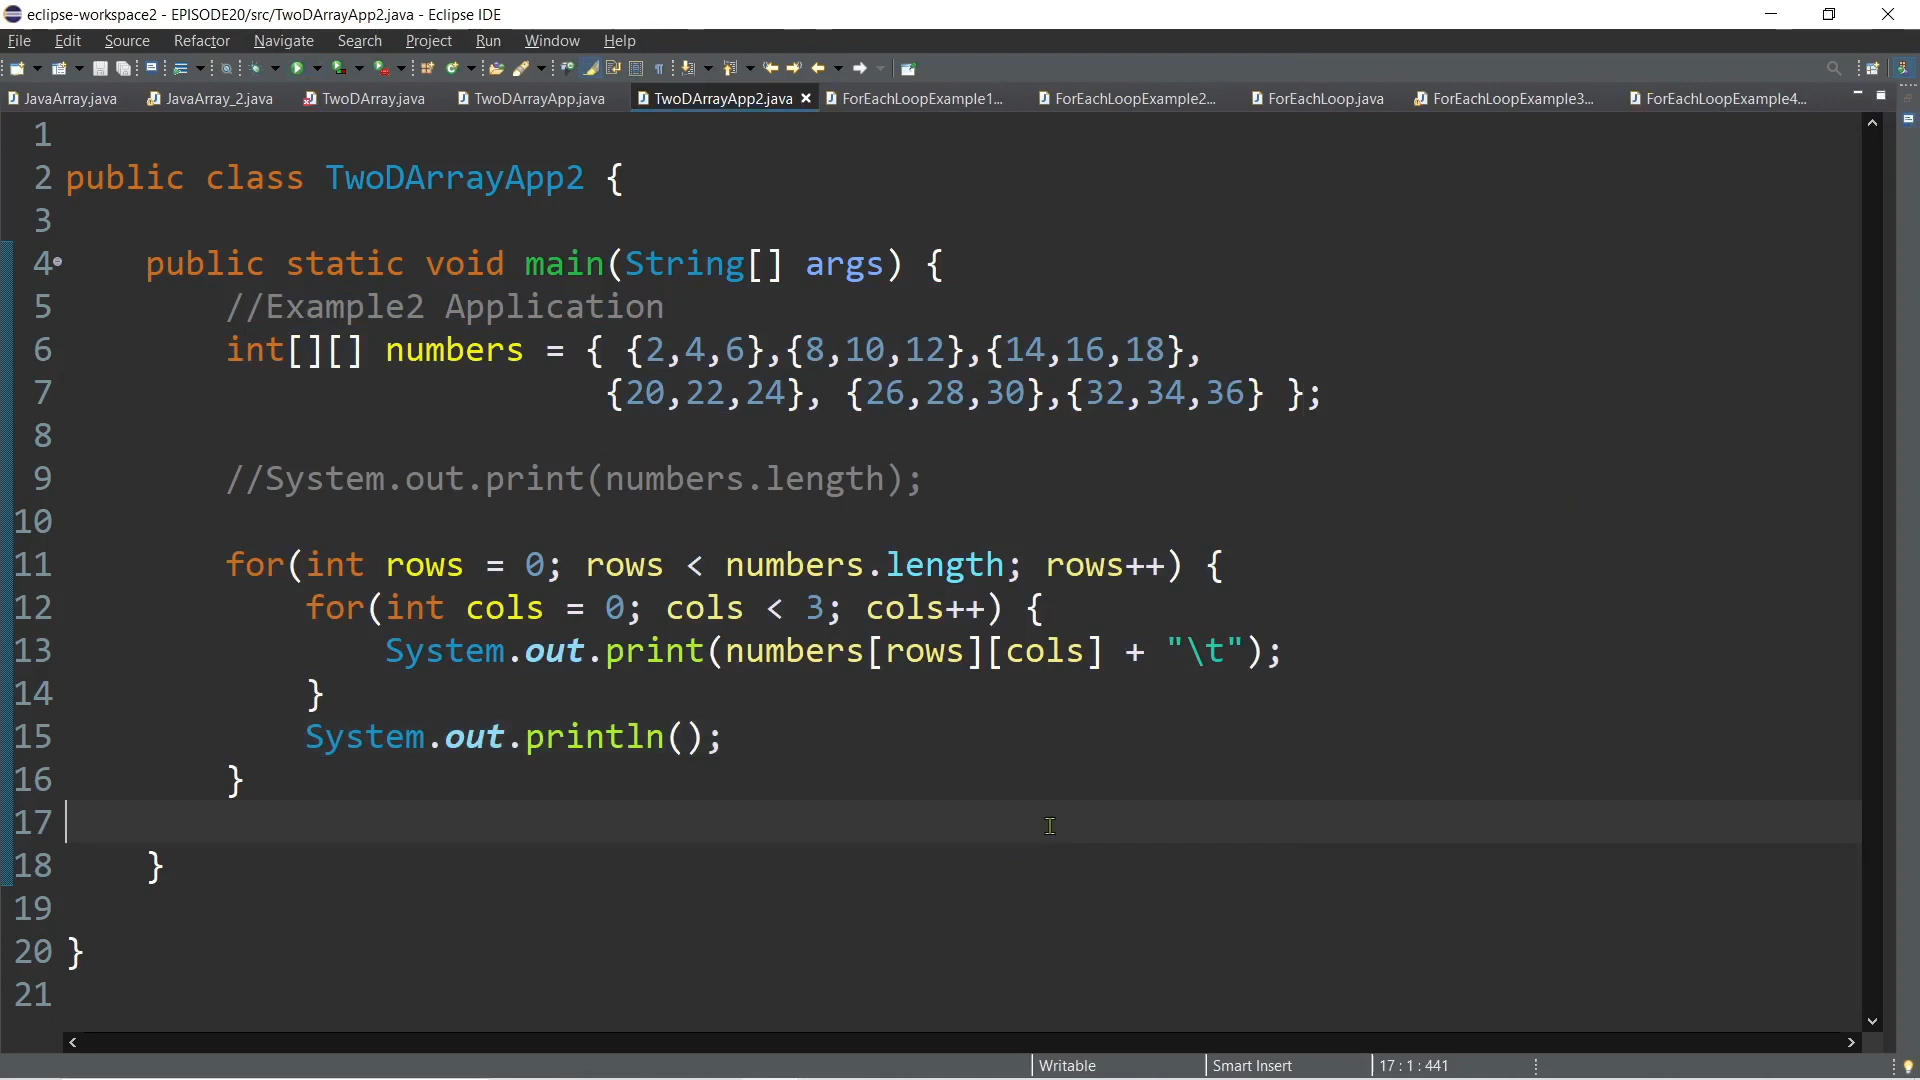 eclipse-workspace2 - EPISODE20/src/TwoDArrayApp2.java - Eclipse IDE
File Edit Source Refactor Navigate Search Project Run Window Help
JavaArray.java JavaArray_2.java TwoDArray.java TwoDArrayApp.java TwoDArrayApp2.java ForEachLoopExample1... ForEachLoopExample2... ForEachLoop.java ForEachLoopExample3... ForEachLoopExample4...
1
2 public class TwoDArrayApp2 {
3
4     public static void main(String[] args) {
5         //Example2 Application
6         int[][] numbers = { {2,4,6},{8,10,12},{14,16,18},
7                            {20,22,24}, {26,28,30},{32,34,36} };
8
9         //System.out.print(numbers.length);
10
11         for(int rows = 0; rows < numbers.length; rows++) {
12             for(int cols = 0; cols < 3; cols++) {
13                 System.out.print(numbers[rows][cols] + "\t");
14             }
15             System.out.println();
16         }
17
18     }
19
20 }
21
Writable Smart Insert 17 : 1 : 441